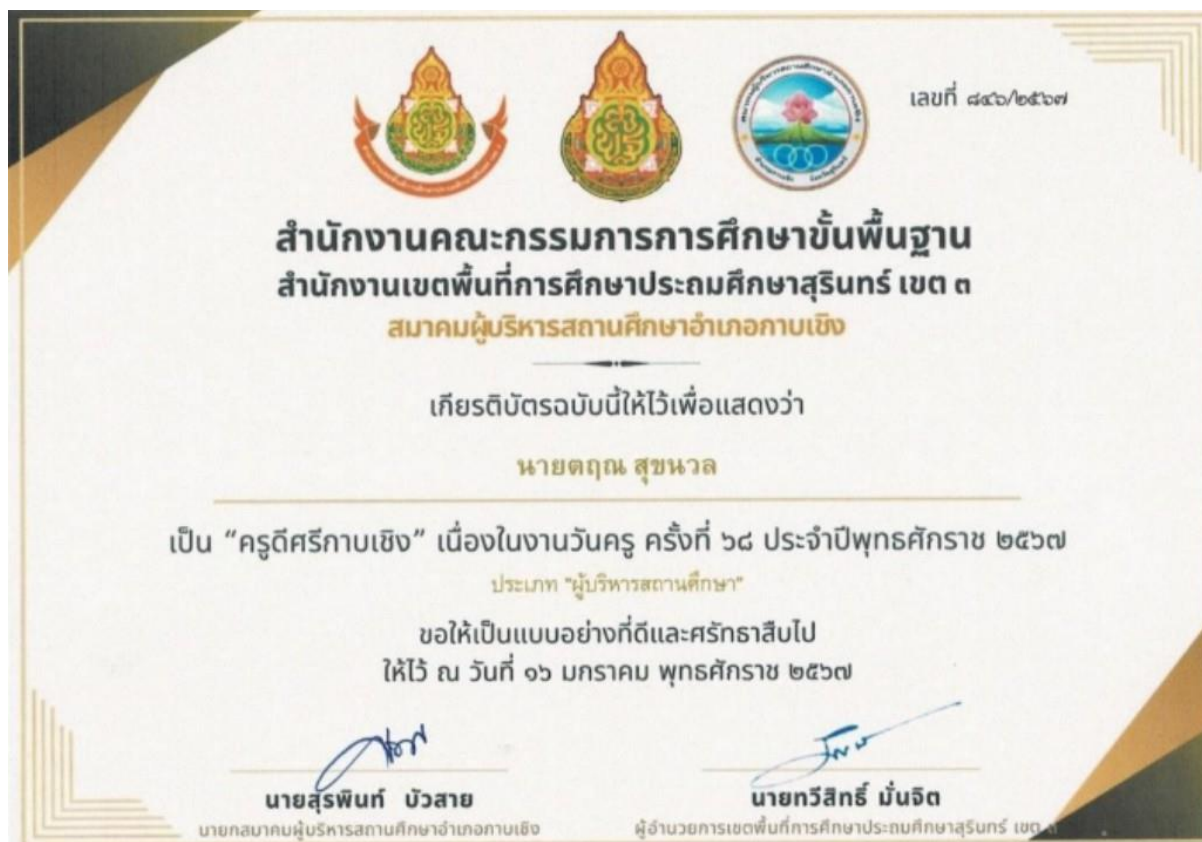 เลขที่ ๘๔๖/๒๕๖๗
สำนักงานคณะกรรมการการศึกษาขั้นพื้นฐาน
สำนักงานเขตพื้นที่การศึกษาประถมศึกษาสุรินทร์ เขต ๓
สมาคมผู้บริหารสถานศึกษาอำเภอกาบเชิง
เกียรติบัตรฉบับนี้ให้ไว้เพื่อแสดงว่า
นายตฤณ สุขนวล
เป็น “ครูดีศรีกาบเชิง” เนื่องในงานวันครู ครั้งที่ ๖๘ ประจำปีพุทธศักราช ๒๕๖๗
ประเภท "ผู้บริหารสถานศึกษา"
ขอให้เป็นแบบอย่างที่ดีและศรัทธาสืบไป
ให้ไว้ ณ วันที่ ๑๖ มกราคม พุทธศักราช ๒๕๖๗
นายสุรพินท์ บัวสาย
นายทวีสิทธิ์ มั่นจิต
นายกสมาคมผู้บริหารสถานศึกษาอำเภอกาบเชิง
ผู้อำนวยการเขตพื้นที่การศึกษาประถมศึกษาสุรินทร์ เขต ๓